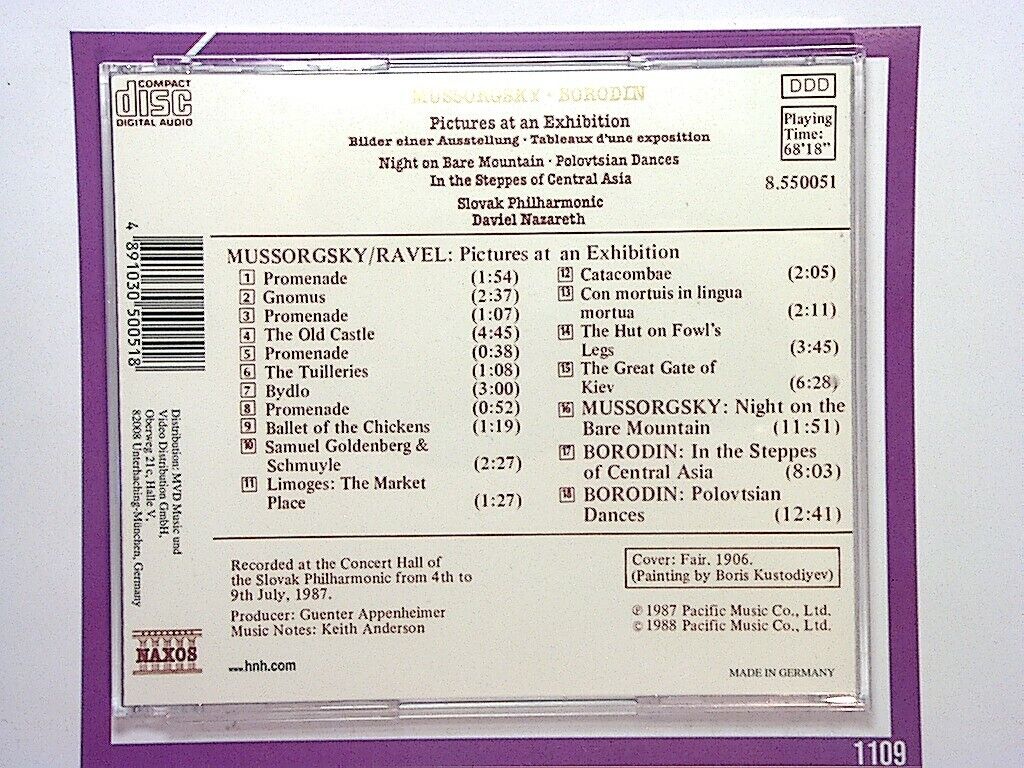 COMPACT
disc
DIGITAL AUDIO
MUSSORGSKY · BORODIN
Pictures at an Exhibition
Bilder einer Ausstellung · Tableaux d'une exposition
Night on Bare Mountain · Polovtsian Dances
In the Steppes of Central Asia
Slovak Philharmonic
Daviel Nazareth
DDD
Playing
Time:
68'18"
8.550051
4 891030 500518
MUSSORGSKY/RAVEL: Pictures at an Exhibition
1 Promenade (1:54)
2 Gnomus (2:37)
3 Promenade (1:07)
4 The Old Castle (4:45)
5 Promenade (0:38)
6 The Tuilleries (1:08)
7 Bydlo (3:00)
8 Promenade (0:52)
9 Ballet of the Chickens (1:19)
10 Samuel Goldenberg &
Schmuyle (2:27)
11 Limoges: The Market
Place (1:27)
12 Catacombae (2:05)
13 Con mortuis in lingua
mortua (2:11)
14 The Hut on Fowl's
Legs (3:45)
15 The Great Gate of
Kiev (6:28)
16 MUSSORGSKY: Night on the
Bare Mountain (11:51)
17 BORODIN: In the Steppes
of Central Asia (8:03)
18 BORODIN: Polovtsian
Dances (12:41)
Distribution: MVD Music und
Video Distribution GmbH,
Oberweg 21 c, Halle V,
82008 Unterhaching-München, Germany
NAXOS
Recorded at the Concert Hall of
the Slovak Philharmonic from 4th to
9th July, 1987.
Producer: Guenter Appenheimer
Music Notes: Keith Anderson
www.hnh.com
Cover: Fair. 1906.
(Painting by Boris Kustodiyev)
℗ 1987 Pacific Music Co., Ltd.
© 1988 Pacific Music Co., Ltd.
MADE IN GERMANY
1109